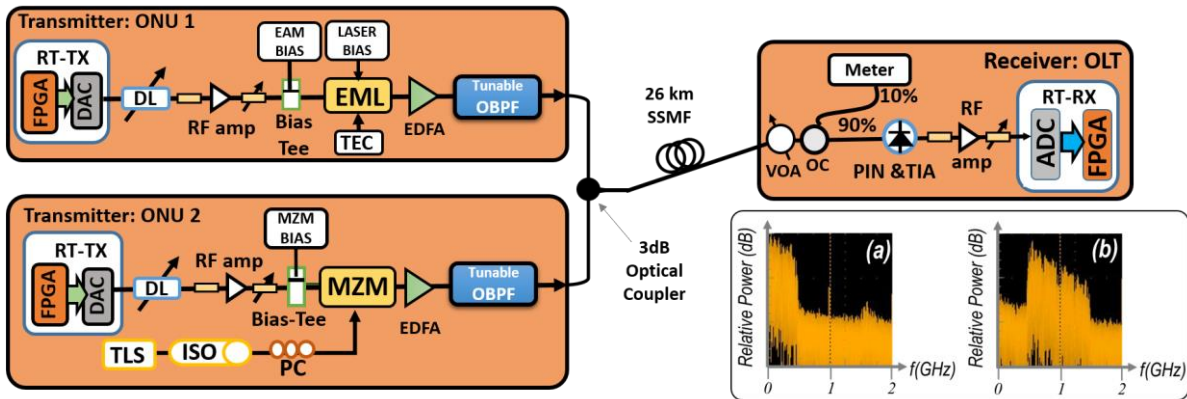 Transmitter: ONU 1
RT-TX
FPGA
DAC
DL
RF amp
EAM
BIAS
Bias
Tee
LASER
BIAS
EML
TEC
EDFA
Tunable
OBPF
Transmitter: ONU 2
RT-TX
FPGA
DAC
DL
RF amp
MZM
BIAS
Bias-Tee
MZM
EDFA
Tunable
OBPF
TLS
ISO
PC
3dB
Optical
Coupler
26 km
SSMF
Receiver: OLT
Meter
10%
90%
VOA
OC
PIN &TIA
RF
amp
RT-RX
ADC
FPGA
Relative Power (dB)
(a)
0
1
2
f(GHz)
Relative Power (dB)
(b)
0
1
2
f(GHz)